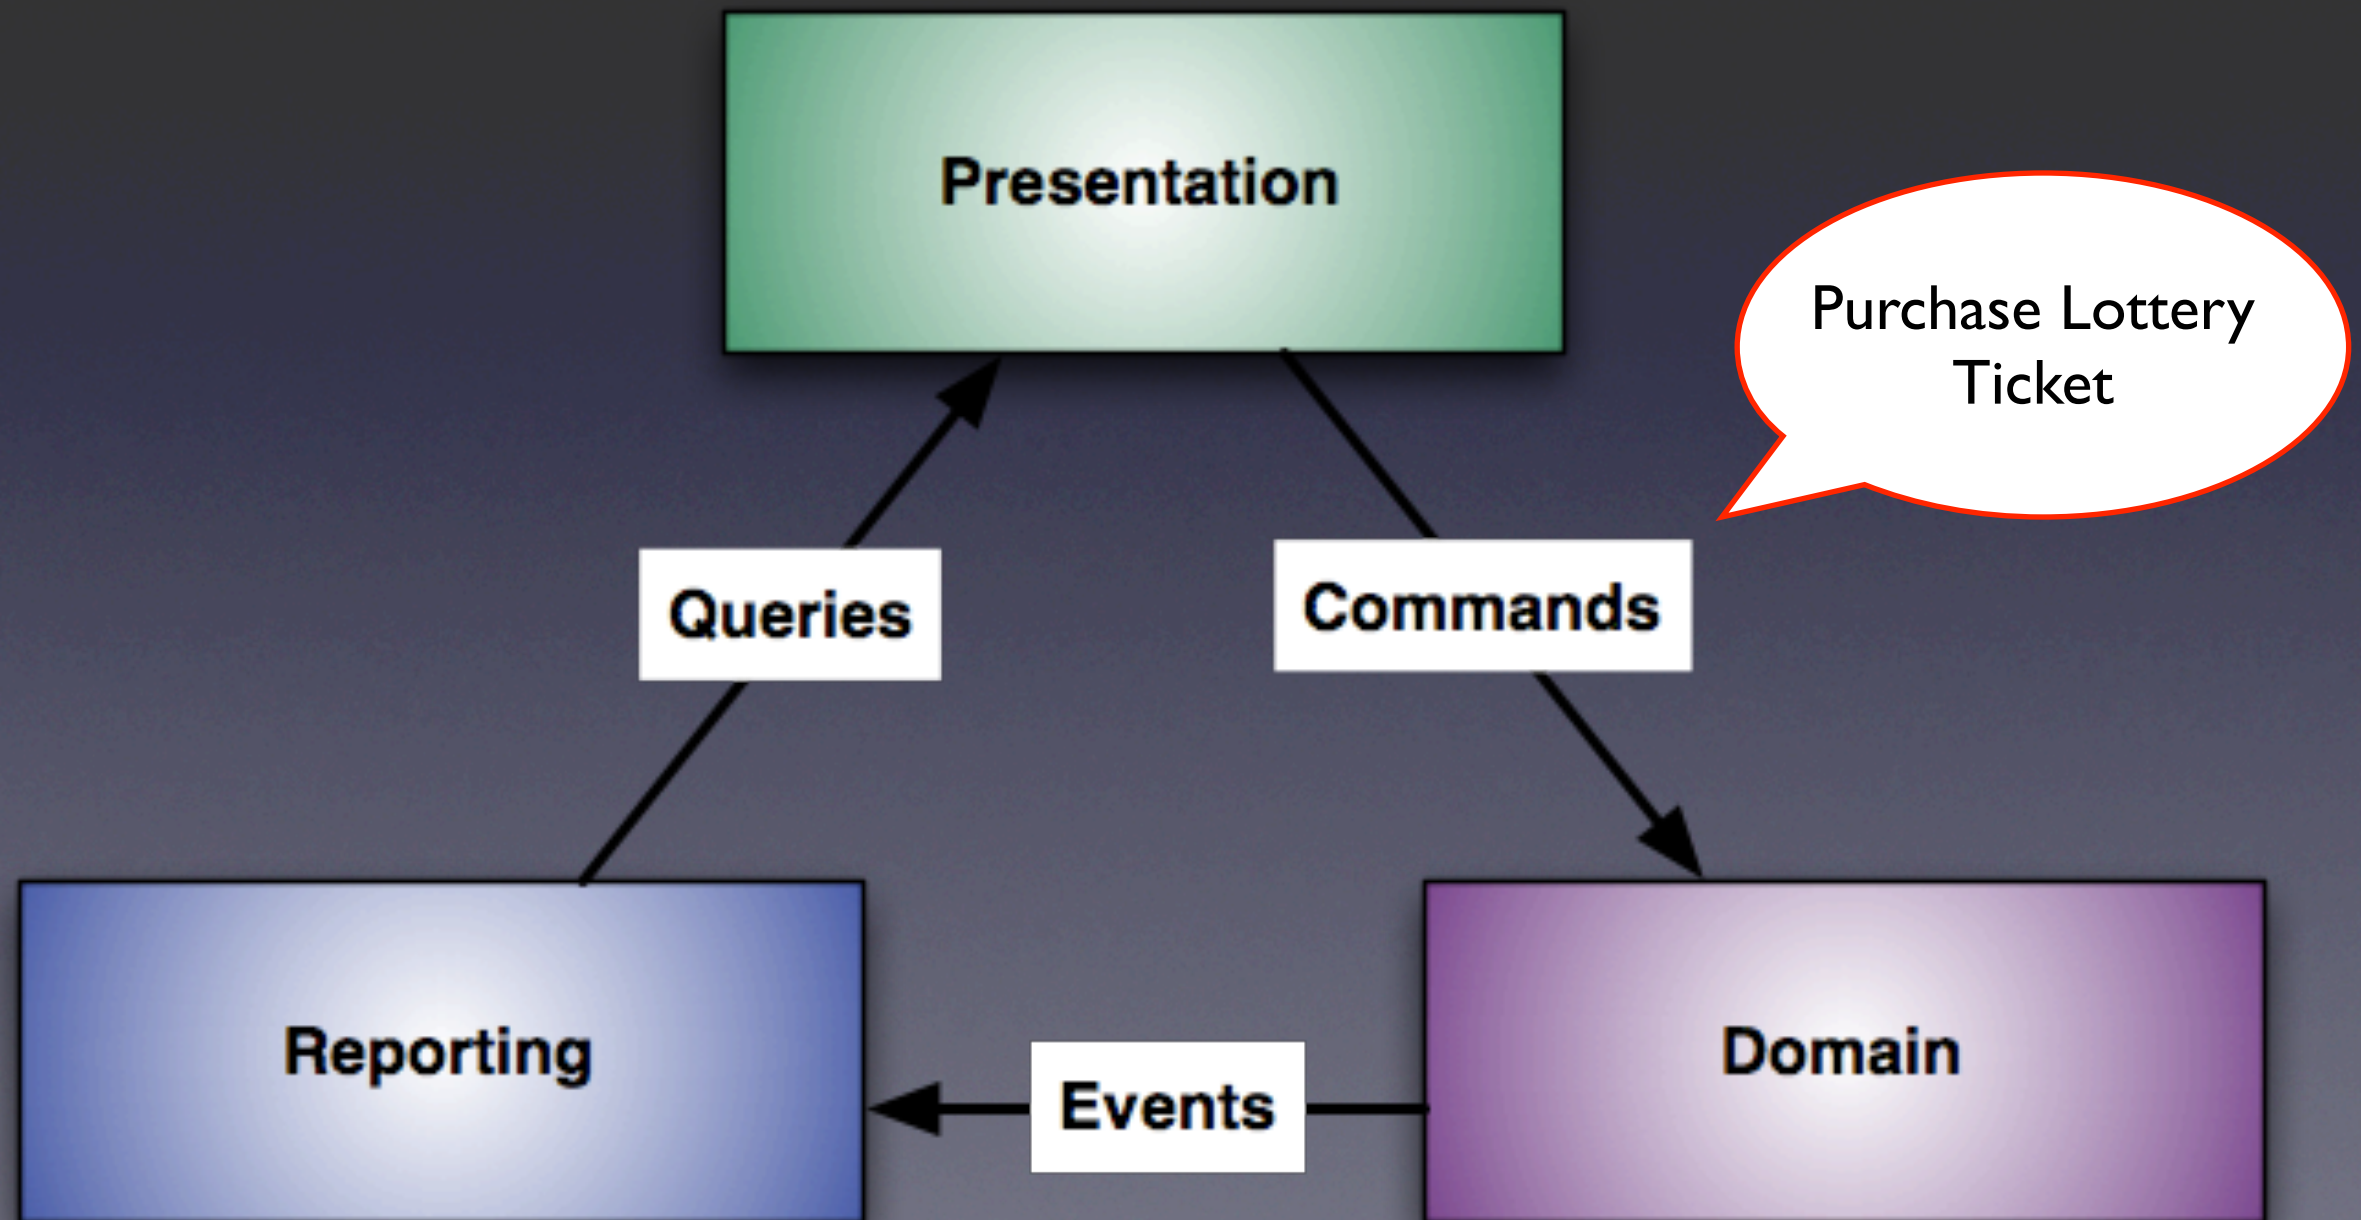 Presentation
Purchase Lottery
Ticket
Queries
Commands
Reporting
Domain
Events